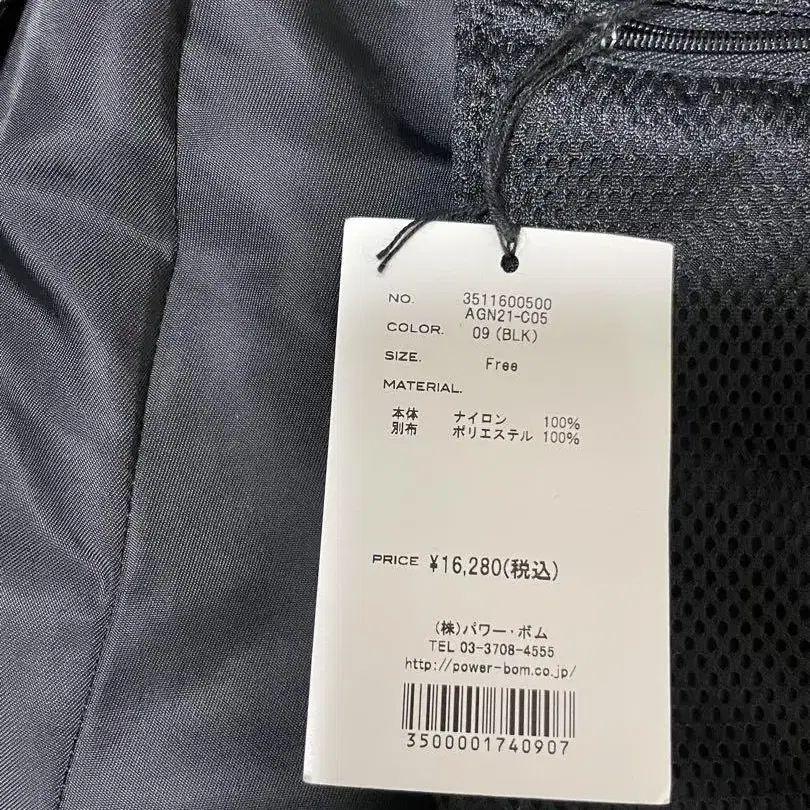 NO. 3511600500
AGN21-C05
COLOR. 09 (BLK)
SIZE. Free
MATERIAL.
本体 ナイロン 100%
別布 ポリエステル 100%
PRICE ¥16,280(税込)
(株)パワー・ボム
TEL 03-3708-4555
http://power-bom.co.jp/
3500001740907